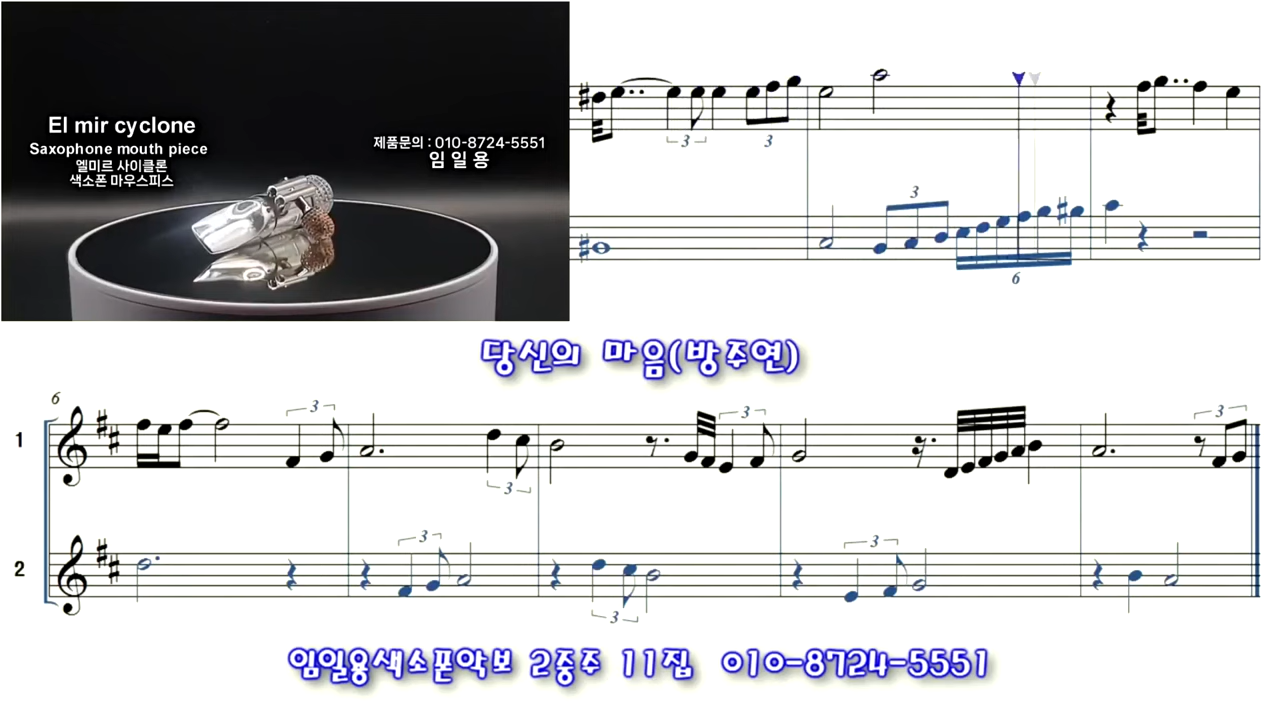 El mir cyclone
Saxophone mouth piece
엘미르 사이클론
색소폰 마우스피스
제품문의 : 010-8724-5551
임 일 용
3
3
3
6
당신의 마음(방주연)
6
3
3
3
3
1
3
3
3
2
3
임일용색소폰악보 2중주 11집 010-8724-5551